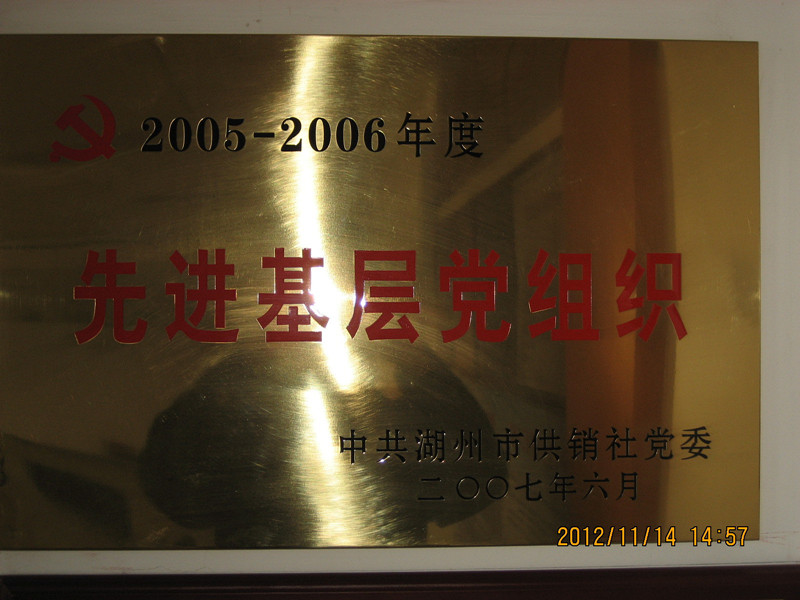 2005-2006年度
先进基层党组织
中共湖州市供销社党委
二〇〇七年六月
2012/11/14 14:57